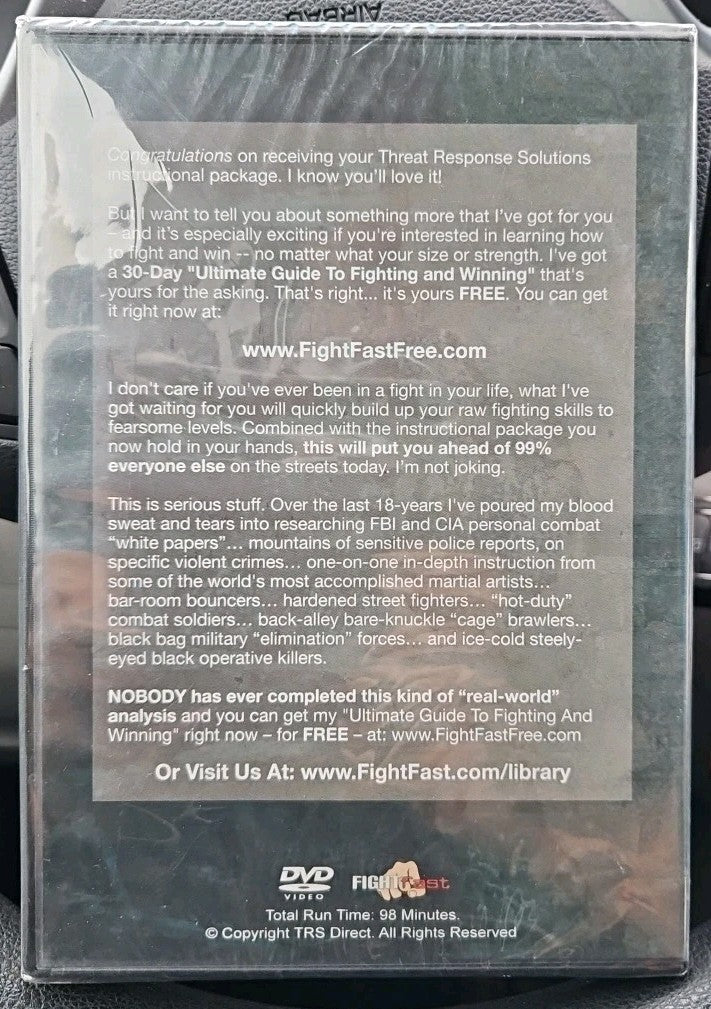 AIRBAG
Congratulations on receiving your Threat Response Solutions
instructional package. I know you'll love it!
But I want to tell you about something more that I've got for you
– and it's especially exciting if you're interested in learning how
to fight and win -- no matter what your size or strength. I've got
a 30-Day "Ultimate Guide To Fighting and Winning" that's
yours for the asking. That's right... it's yours FREE. You can get
it right now at:
www.FightFastFree.com
I don't care if you've ever been in a fight in your life, what I've
got waiting for you will quickly build up your raw fighting skills to
fearsome levels. Combined with the instructional package you
now hold in your hands, this will put you ahead of 99%
everyone else on the streets today. I'm not joking.
This is serious stuff. Over the last 18-years I've poured my blood
sweat and tears into researching FBI and CIA personal combat
“white papers”... mountains of sensitive police reports, on
specific violent crimes... one-on-one in-depth instruction from
some of the world's most accomplished martial artists...
bar-room bouncers... hardened street fighters... “hot-duty”
combat soldiers... back-alley bare-knuckle “cage” brawlers...
black bag military “elimination” forces... and ice-cold steely-
eyed black operative killers.
NOBODY has ever completed this kind of “real-world”
analysis and you can get my "Ultimate Guide To Fighting And
Winning" right now – for FREE – at: www.FightFastFree.com
Or Visit Us At: www.FightFast.com/library
DVD VIDEO FIGHTFast
Total Run Time: 98 Minutes.
© Copyright TRS Direct. All Rights Reserved